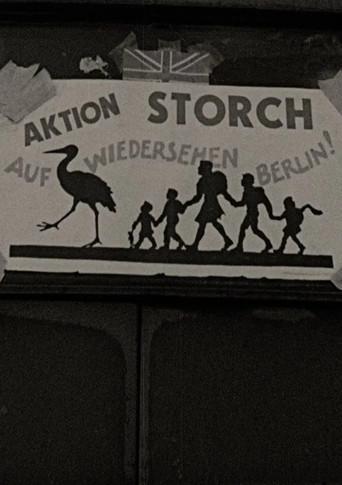 AKTION STORCH
AUF WIEDERSEHEN BERLIN!